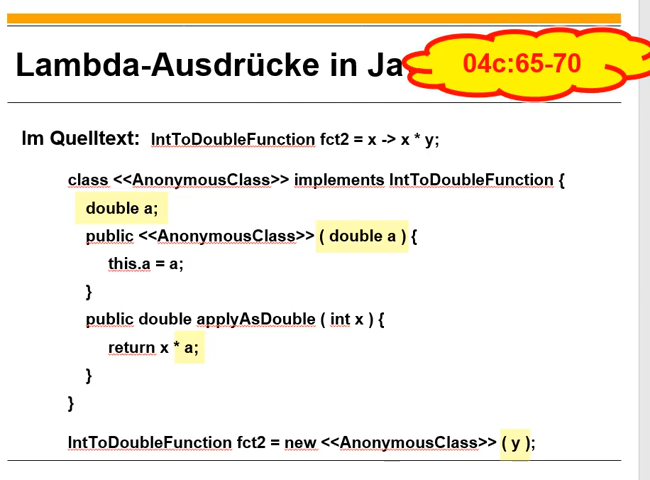 Lambda-Ausdrücke in Ja
04c:65-70
Im Quelltext: IntToDoubleFunction fct2 = x -> x * y;
class <<AnonymousClass>> implements IntToDoubleFunction {
double a;
public <<AnonymousClass>> ( double a ) {
this.a = a;
}
public double applyAsDouble ( int x ) {
return x * a;
}
}
IntToDoubleFunction fct2 = new <<AnonymousClass>> ( y );